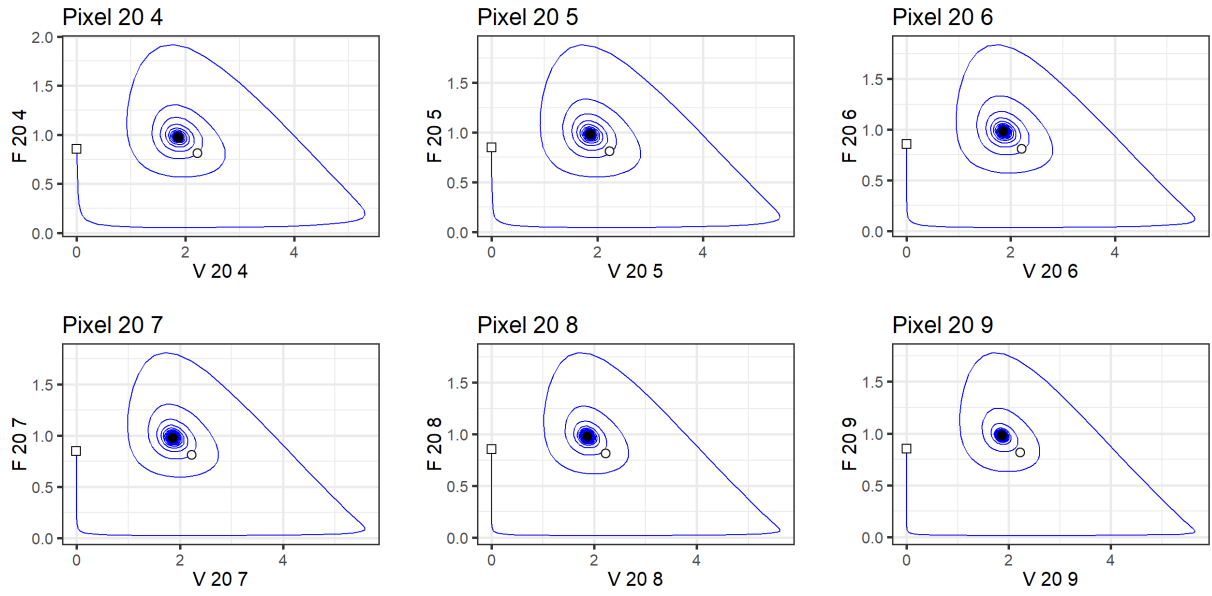 Pixel 20 4
2.0
1.5
1.0
0.5
0.0
F 20 4
0 2 4
V 20 4
Pixel 20 5
1.5
1.0
0.5
0.0
F 20 5
0 2 4
V 20 5
Pixel 20 6
1.5
1.0
0.5
0.0
F 20 6
0 2 4
V 20 6
Pixel 20 7
1.5
1.0
0.5
0.0
F 20 7
0 2 4
V 20 7
Pixel 20 8
1.5
1.0
0.5
0.0
F 20 8
0 2 4
V 20 8
Pixel 20 9
1.5
1.0
0.5
0.0
F 20 9
0 2 4
V 20 9